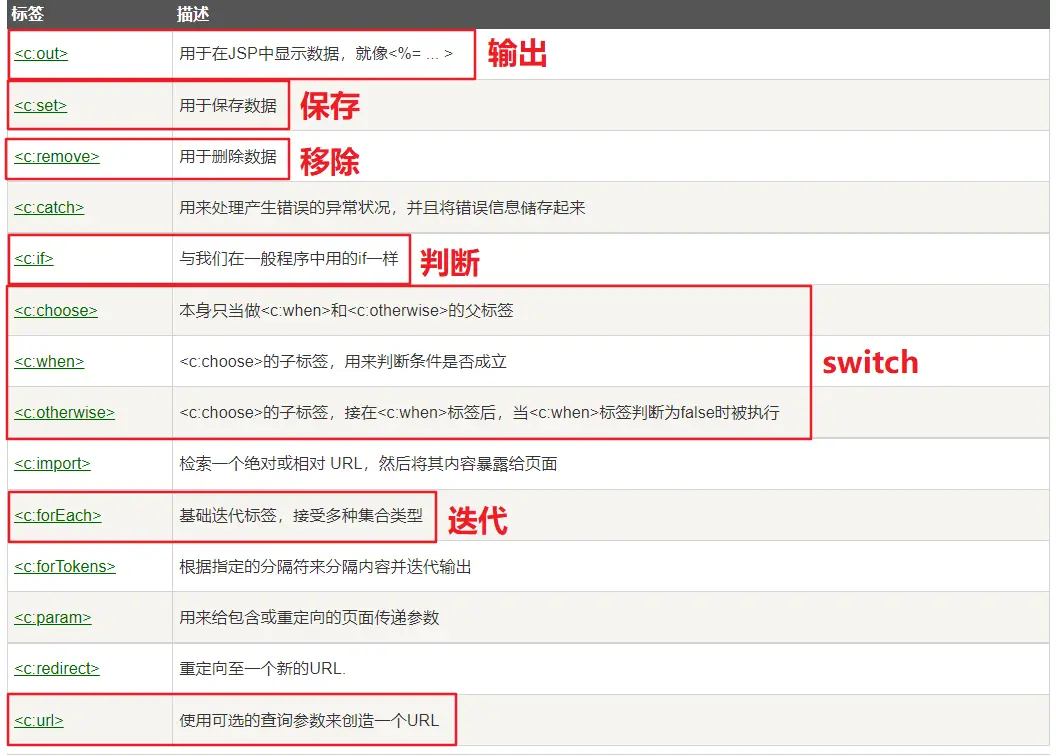 标签 描述
<c:out> 用于在JSP中显示数据，就像<%= ... > 输出
<c:set> 用于保存数据 保存
<c:remove> 用于删除数据 移除
<c:catch> 用来处理产生错误的异常状况，并且将错误信息储存起来
<c:if> 与我们在一般程序中用的if一样 判断
<c:choose> 本身只当做<c:when>和<c:otherwise>的父标签
<c:when> <c:choose>的子标签，用来判断条件是否成立 switch
<c:otherwise> <c:choose>的子标签，接在<c:when>标签后，当<c:when>标签判断为false时被执行
<c:import> 检索一个绝对或相对 URL，然后将其内容暴露给页面
<c:forEach> 基础迭代标签，接受多种集合类型 迭代
<c:forTokens> 根据指定的分隔符来分隔内容并迭代输出
<c:param> 用来给包含或重定向的页面传递参数
<c:redirect> 重定向至一个新的URL.
<c:url> 使用可选的查询参数来创造一个URL